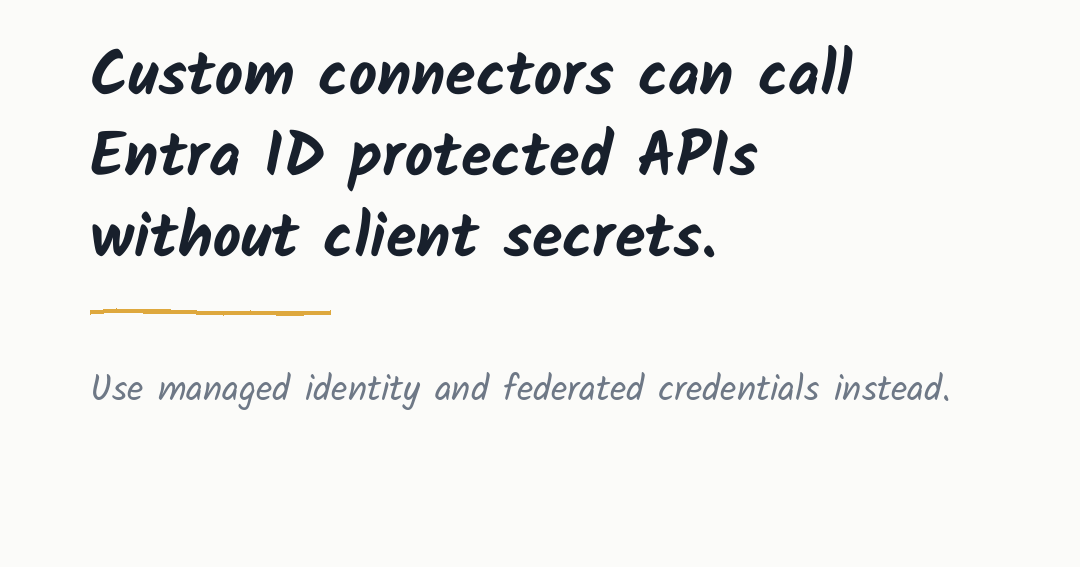 Custom connectors can call
Entra ID protected APIs
without client secrets.
Use managed identity and federated credentials instead.